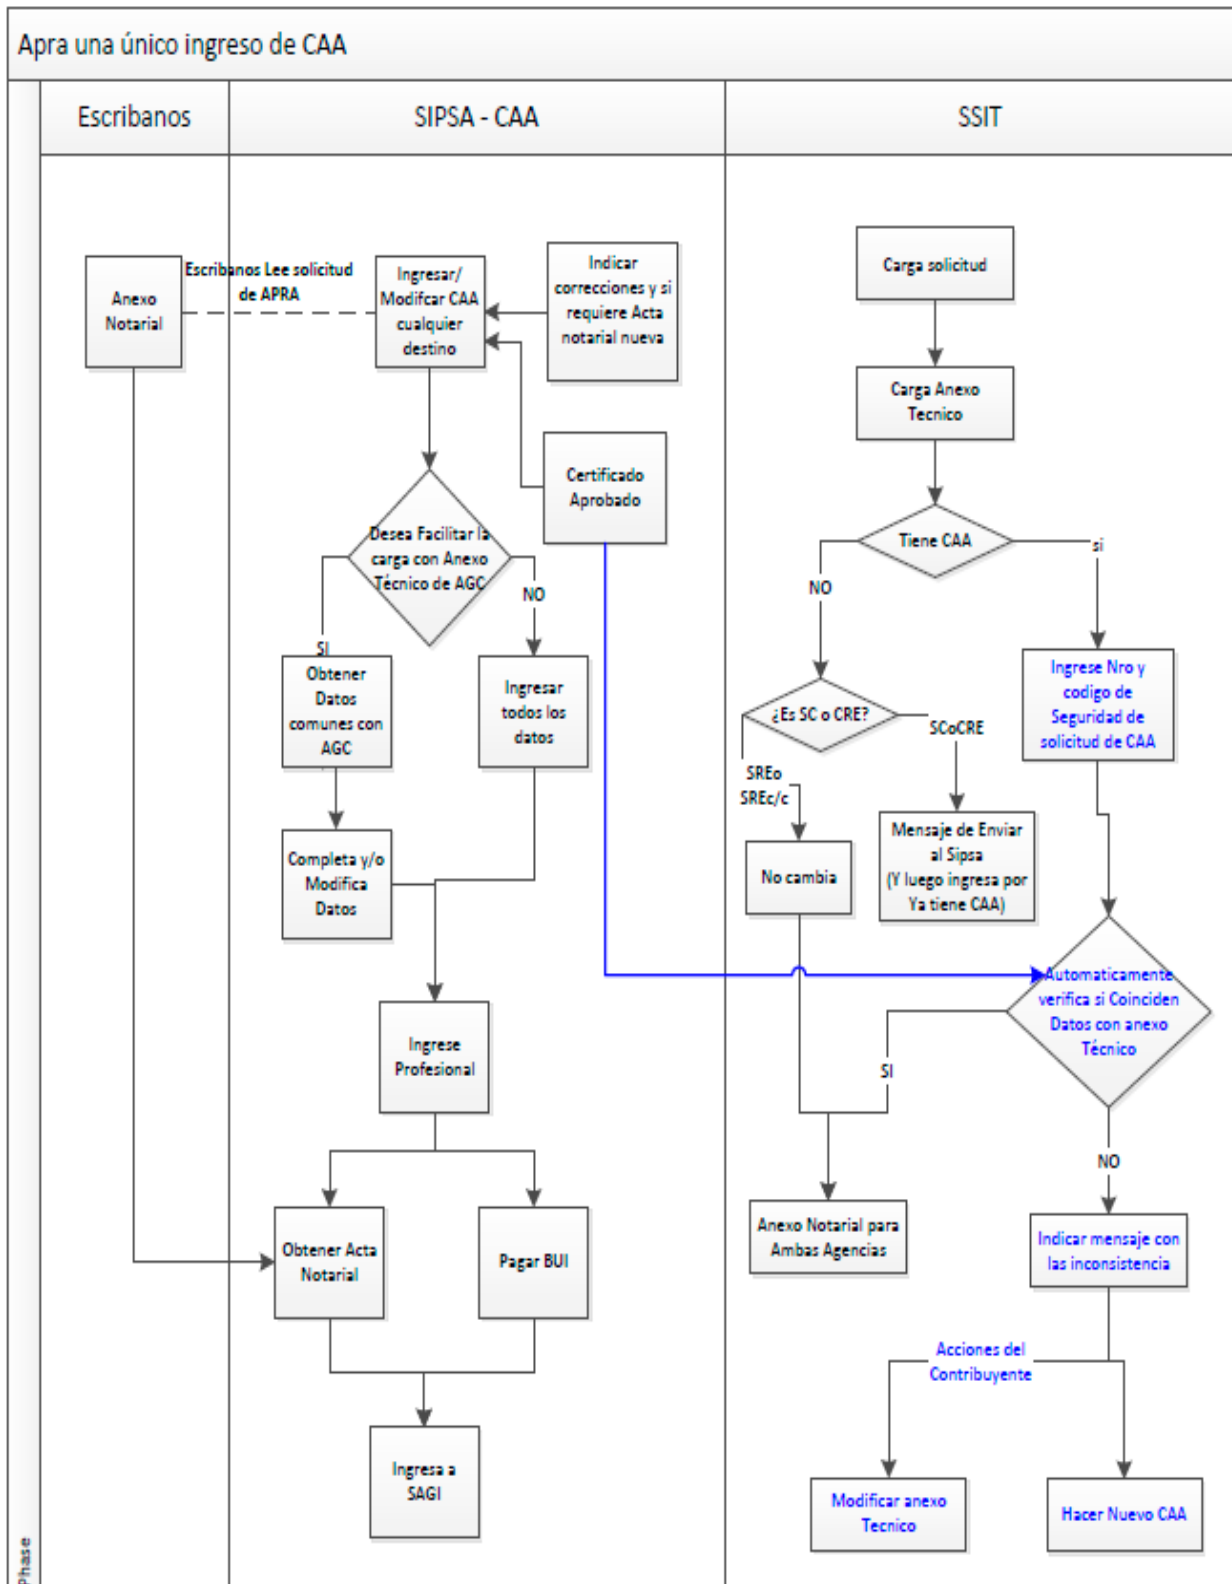 Apra una único ingreso de CAA
Escribanos
SIPSA - CAA
SSIT
Anexo
Notarial
Escribanos Lee solicitud
de APRA
Ingresar/
Modifcar CAA
cualquier
destino
Indicar
correcciones y si
requiere Acta
notarial nueva
Certificado
Aprobado
Desea Facilitar la
carga con Anexo
Técnico de AGC
SI
NO
Obtener
Datos
comunes con
AGC
Ingresar
todos los
datos
Completa y/o
Modifica
Datos
Ingrese
Profesional
Obtener Acta
Notarial
Pagar BUI
Ingresa a
SAGI
Carga solicitud
Carga Anexo
Tecnico
Tiene CAA
si
NO
¿Es SC o CRE?
Ingrese Nro y
codigo de
Seguridad de
solicitud de CAA
SCoCRE
SREo
SREc/c
No cambia
Mensaje de Enviar
al Sipsa
(Y luego ingresa por
Ya tiene CAA)
Automaticamente
verifica si Coinciden
Datos con anexo
Técnico
SI
NO
Anexo Notarial para
Ambas Agencias
Indicar mensaje con
las inconsistencia
Acciones del
Contribuyente
Modificar anexo
Tecnico
Hacer Nuevo CAA
Phase